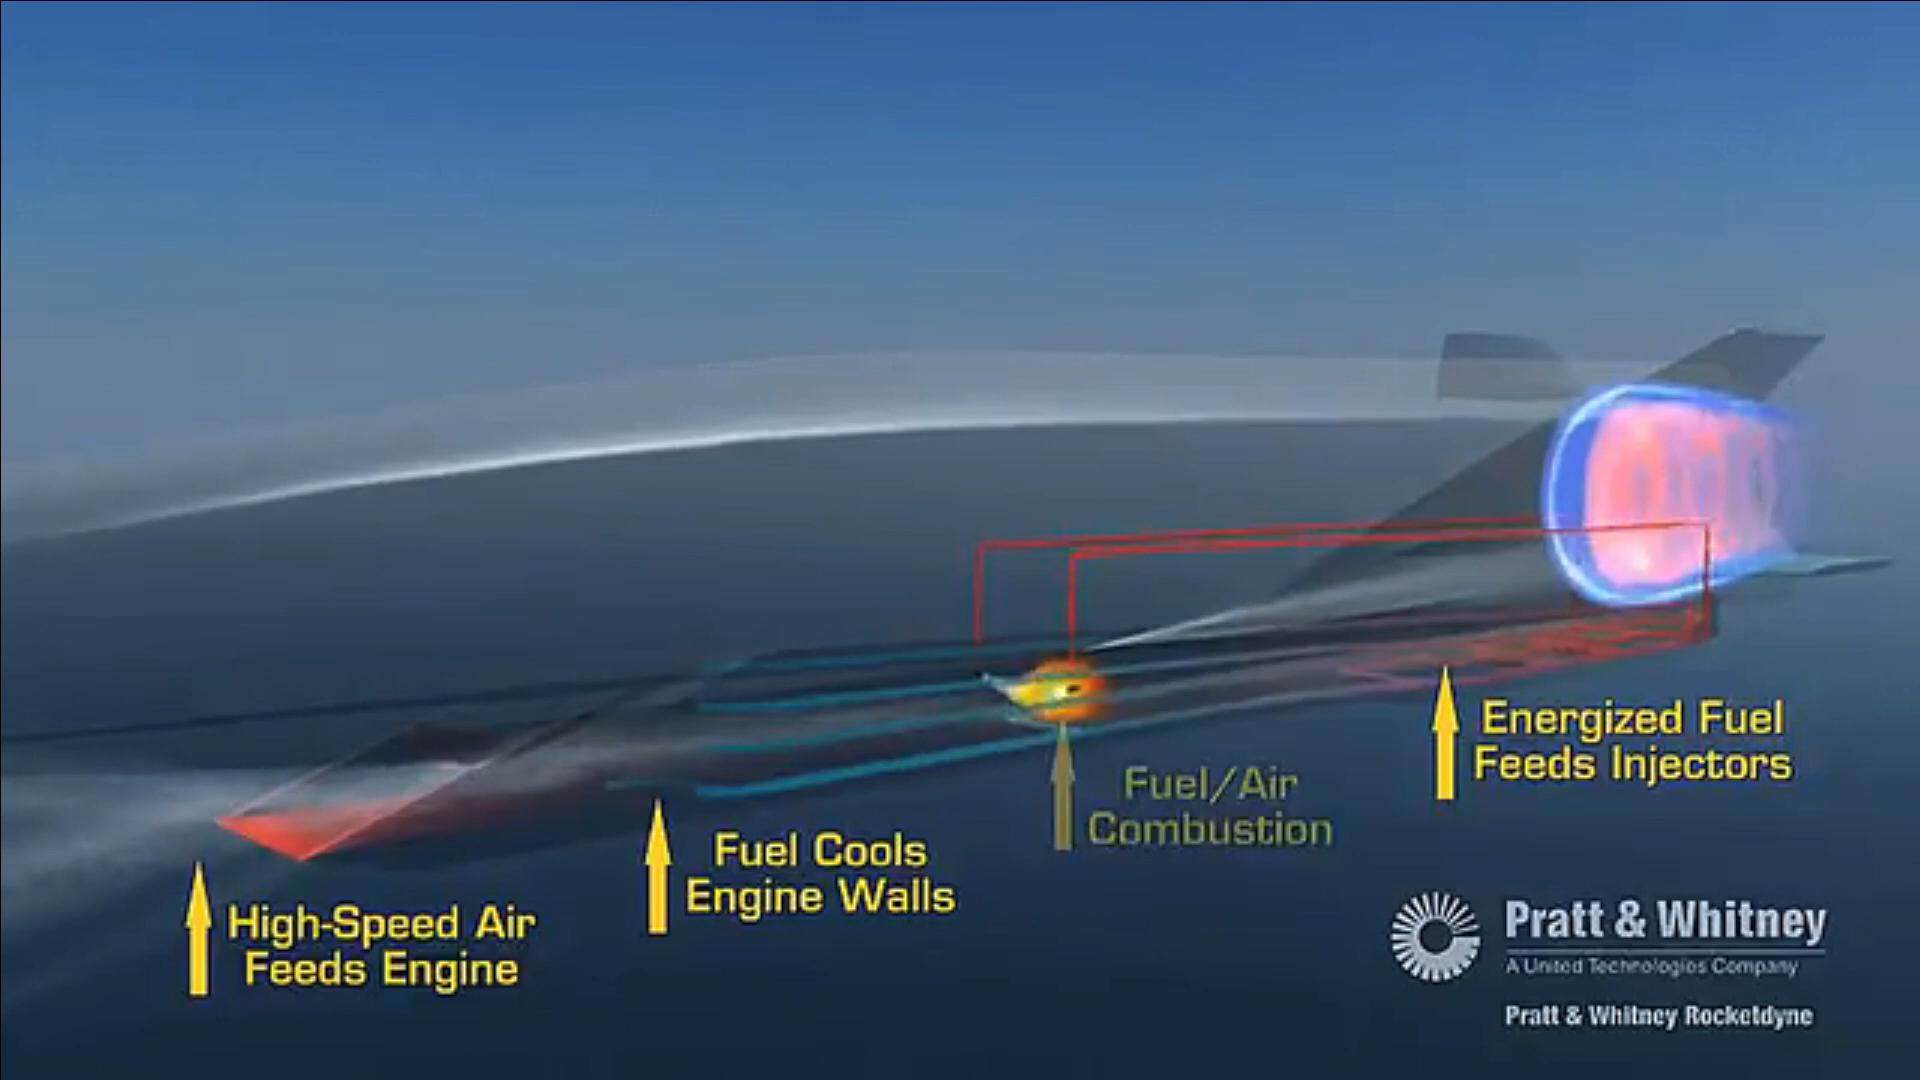 High-Speed Air
Feeds Engine
Fuel Cools
Engine Walls
Fuel/Air
Combustion
Energized Fuel
Feeds Injectors
Pratt & Whitney
A United Technologies Company
Pratt & Whitney Rocketdyne